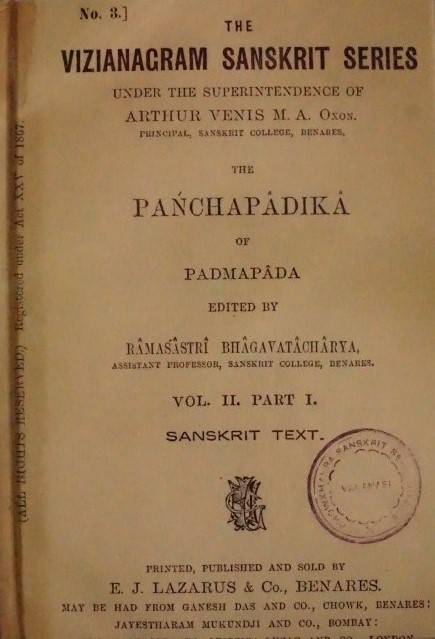 No. 3.]
THE
VIZIANAGRAM SANSKRIT SERIES
UNDER THE SUPERINTENDENCE OF
ARTHUR VENIS M. A. OXON.
PRINCIPAL, SANSKRIT COLLEGE, BENARES.
THE
PAŃCHAPÂDIKÂ
OF
PADMAPÂDA
EDITED BY
RÂMAŚÂSTRÎ BHÂGAVATÂCHÂRYA,
ASSISTANT PROFESSOR, SANSKRIT COLLEGE, BENARES.
VOL. II. PART I.
SANSKRIT TEXT.
SANSKRIT
PRINTED, PUBLISHED AND SOLD BY
E. J. LAZARUS & Co., BENARES.
MAY BE HAD FROM GANESH DAS AND CO., CHOWK, BENARES:
JAYESTHARAM MUKUNDJI AND CO., BOMBAY:
(ALL RIGHTS RESERVED.) Registered under Act XXV of 1867.